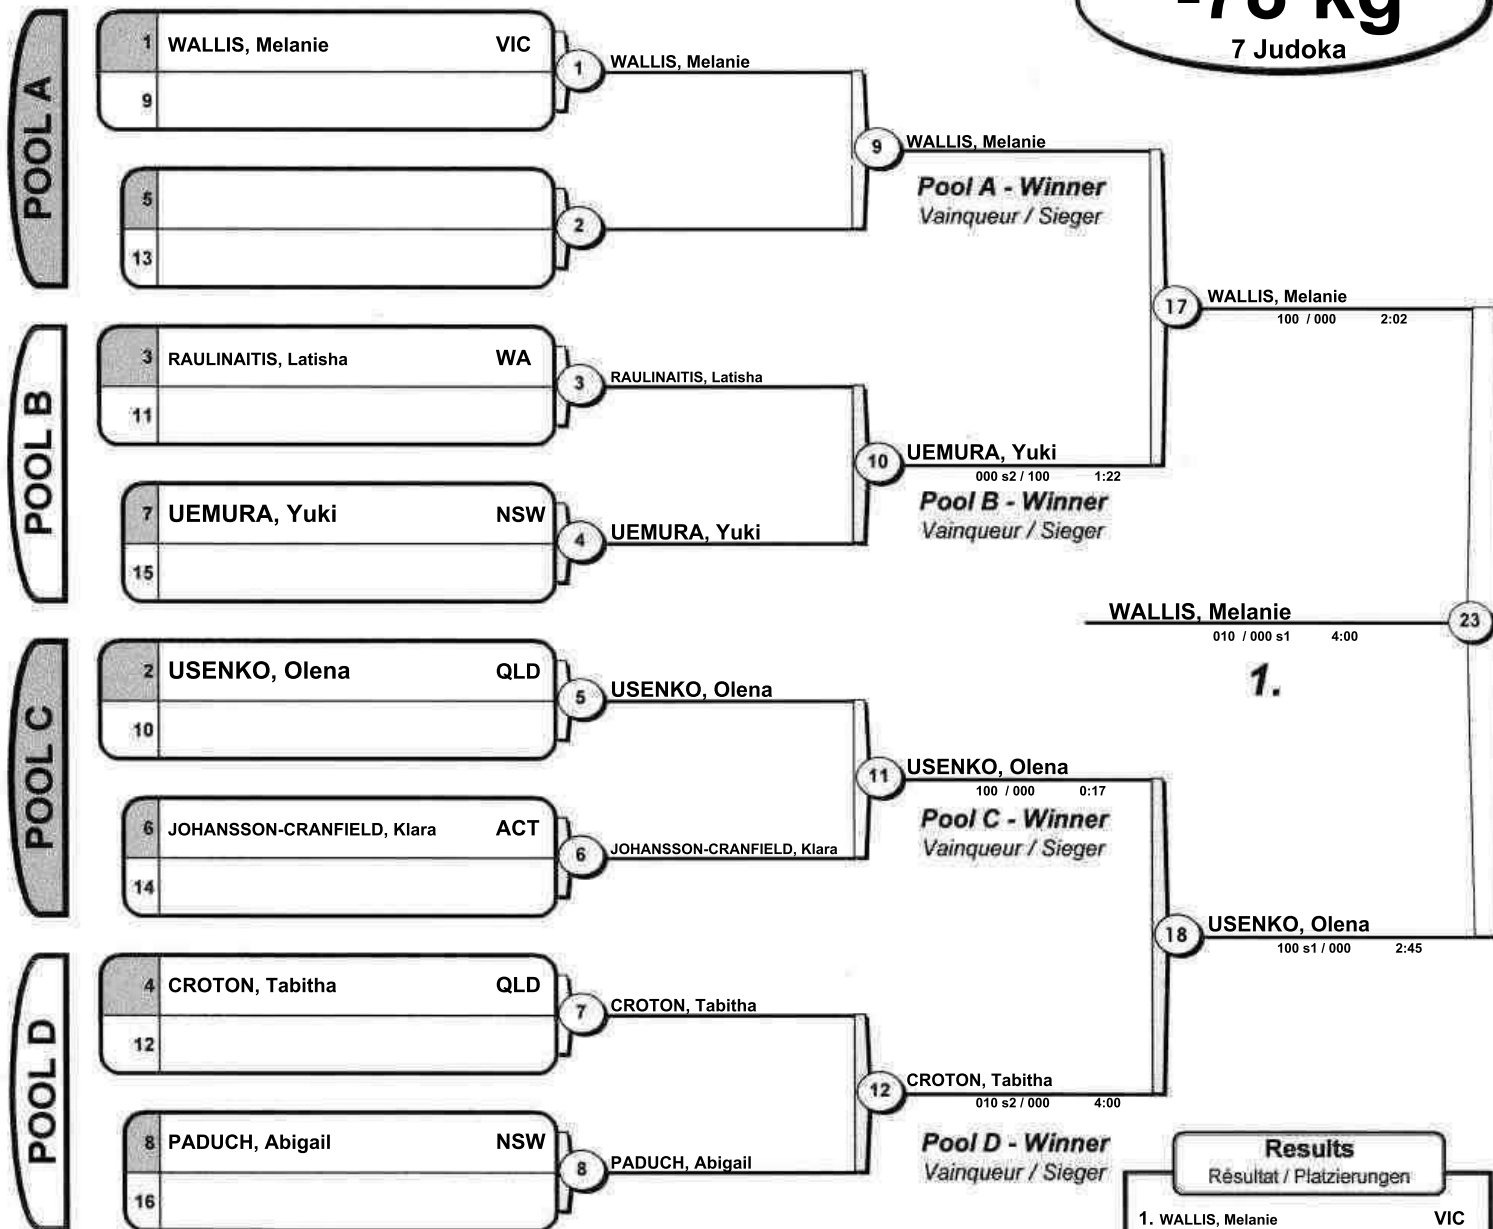 -78 kg
7 Judoka
POOL A
1 WALLIS, Melanie VIC
9
5
13
1 WALLIS, Melanie
2
9 WALLIS, Melanie
Pool A - Winner
Vainqueur / Sieger
POOL B
3 RAULINAITIS, Latisha WA
11
7 UEMURA, Yuki NSW
15
3 RAULINAITIS, Latisha
4 UEMURA, Yuki
10 UEMURA, Yuki
000 s2 / 100 1:22
Pool B - Winner
Vainqueur / Sieger
17 WALLIS, Melanie
100 / 000 2:02
WALLIS, Melanie 23
010 / 000 s1 4:00
1.
POOL C
2 USENKO, Olena QLD
10
6 JOHANSSON-CRANFIELD, Klara ACT
14
5 USENKO, Olena
6 JOHANSSON-CRANFIELD, Klara
11 USENKO, Olena
100 / 000 0:17
Pool C - Winner
Vainqueur / Sieger
18 USENKO, Olena
100 s1 / 000 2:45
POOL D
4 CROTON, Tabitha QLD
12
8 PADUCH, Abigail NSW
16
7 CROTON, Tabitha
8 PADUCH, Abigail
12 CROTON, Tabitha
010 s2 / 000 4:00
Pool D - Winner
Vainqueur / Sieger
Results
Résultat / Platzierungen
1. WALLIS, Melanie VIC